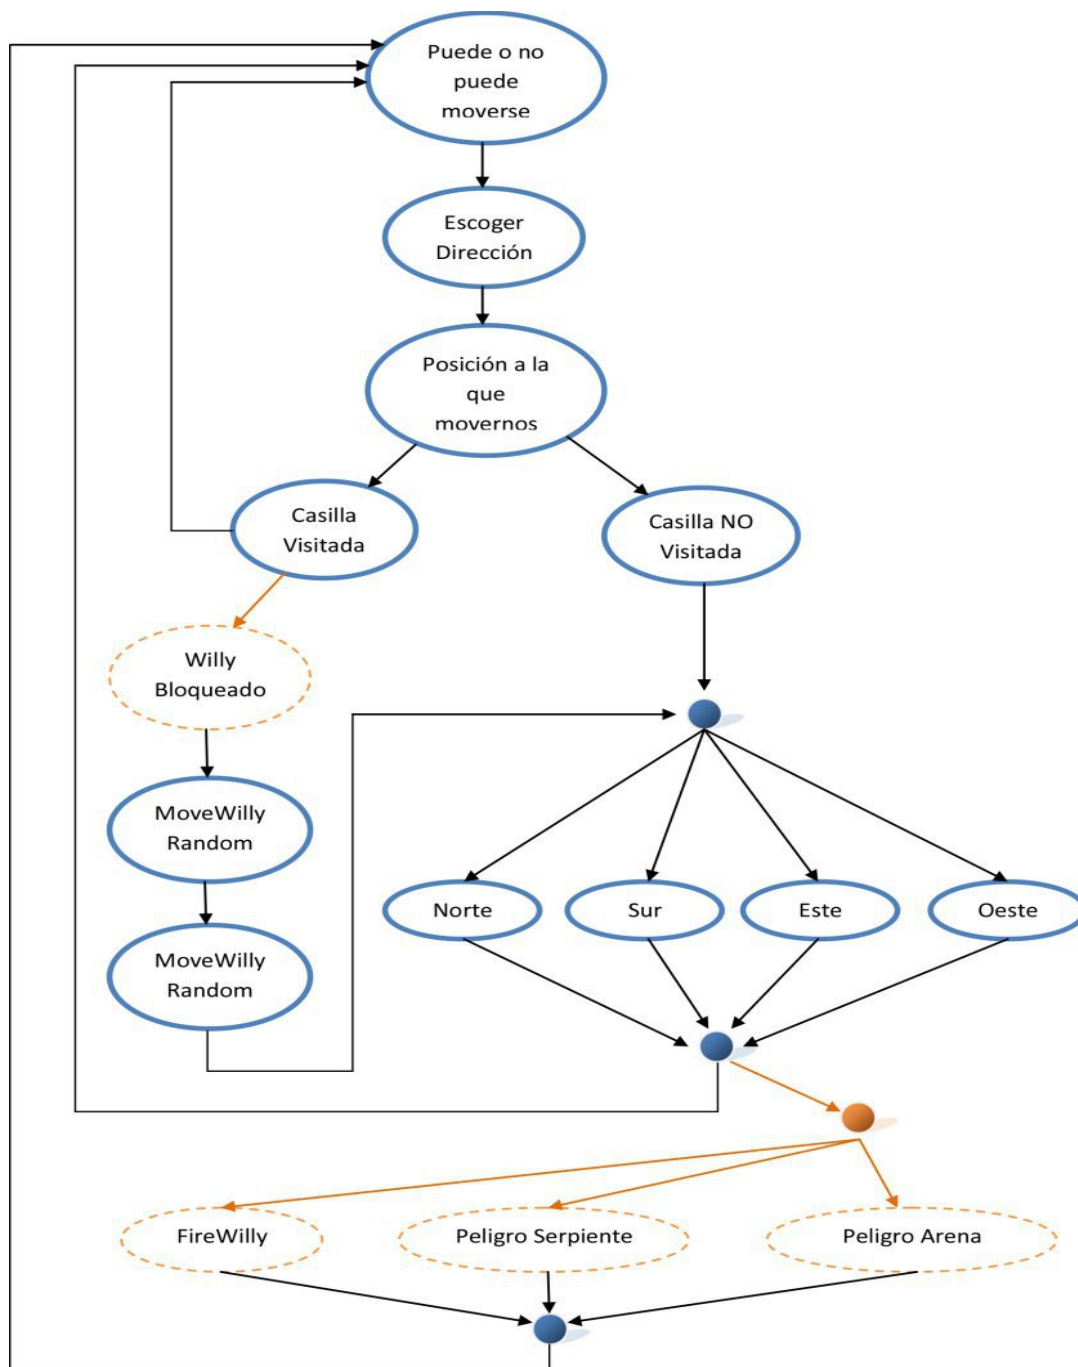 Puede o no
puede
moverse
Escoger
Dirección
Posición a la
que
movernos
Casilla
Visitada
Casilla NO
Visitada
Willy
Bloqueado
MoveWilly
Random
Norte
Sur
Este
Oeste
MoveWilly
Random
FireWilly
Peligro Serpiente
Peligro Arena